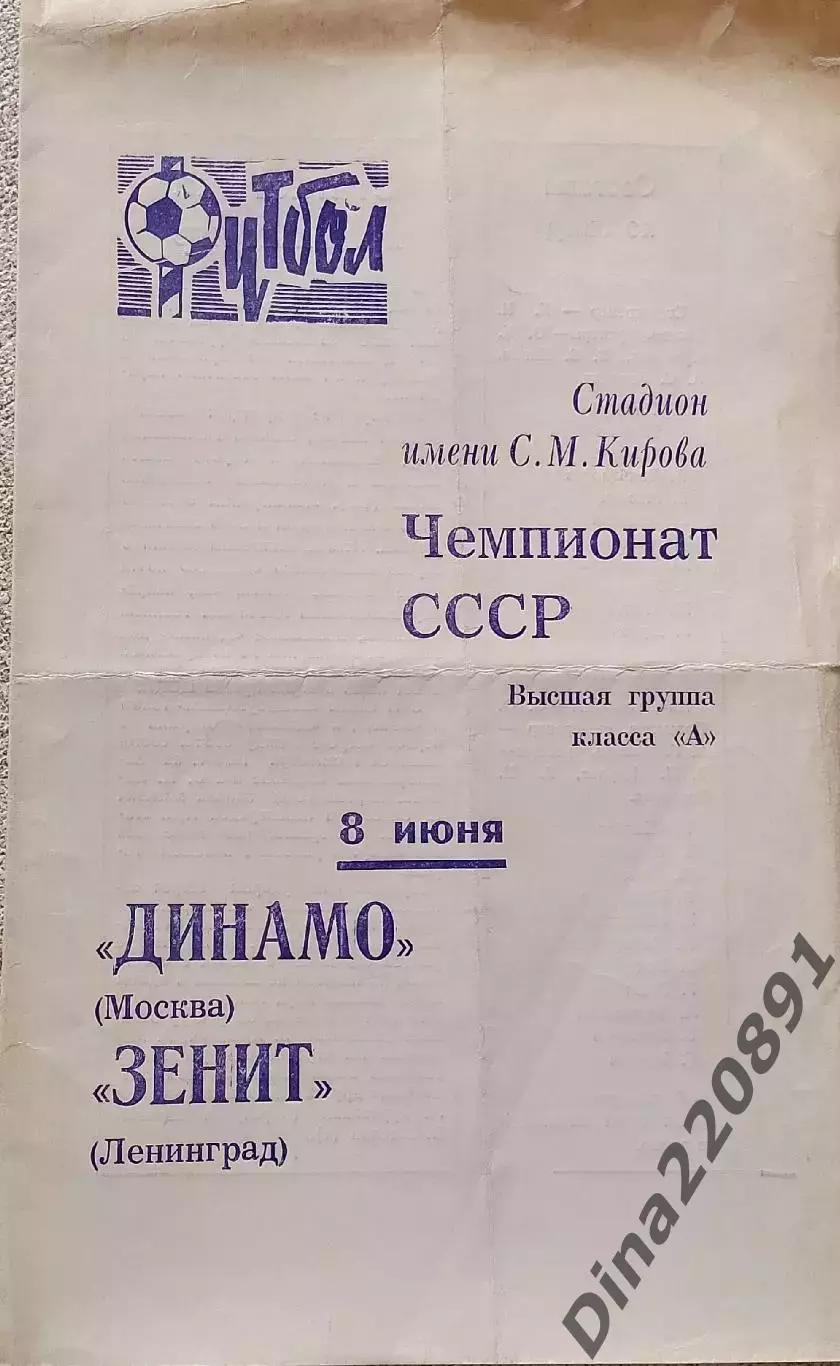 Футбол
Стадион
имени С. М. Кирова
Чемпионат
СССР
Высшая группа
класса «А»
8 июня
«ДИНАМО»
(Москва)
«ЗЕНИТ»
(Ленинград)
Dina220891